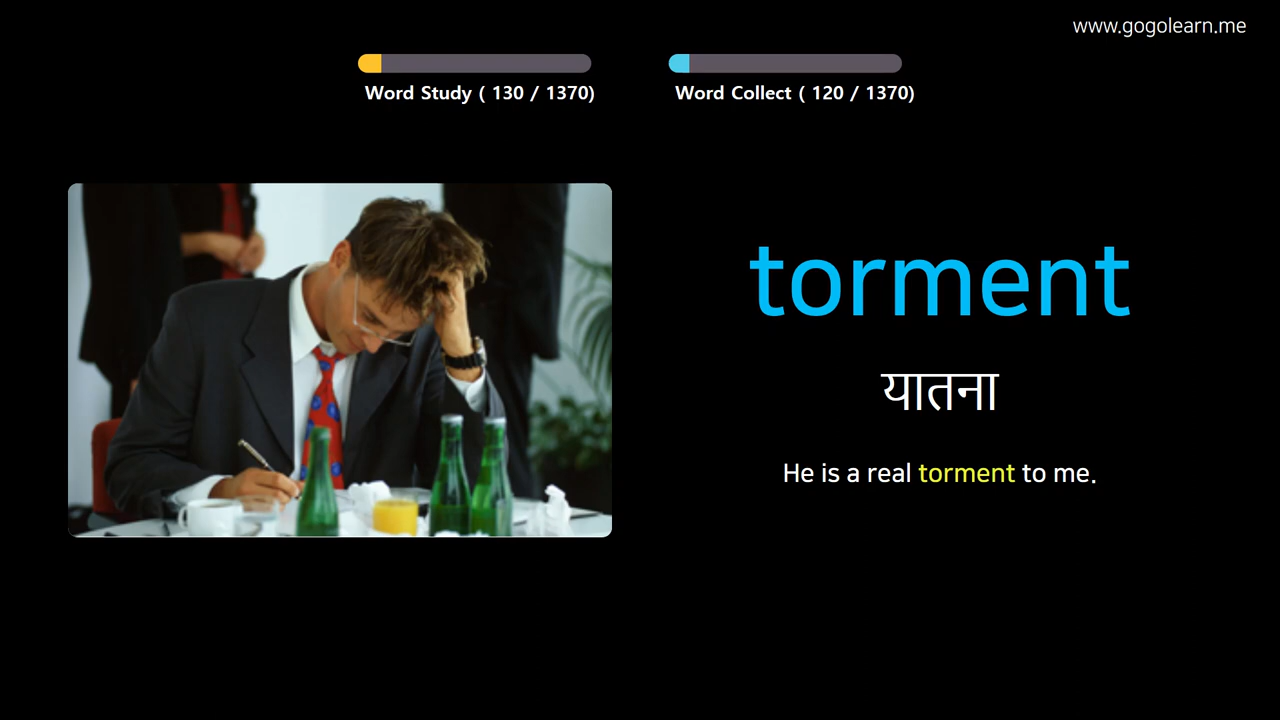 www.gogolearn.me
Word Study ( 130 / 1370)
Word Collect ( 120 / 1370)
torment
यातना
He is a real torment to me.